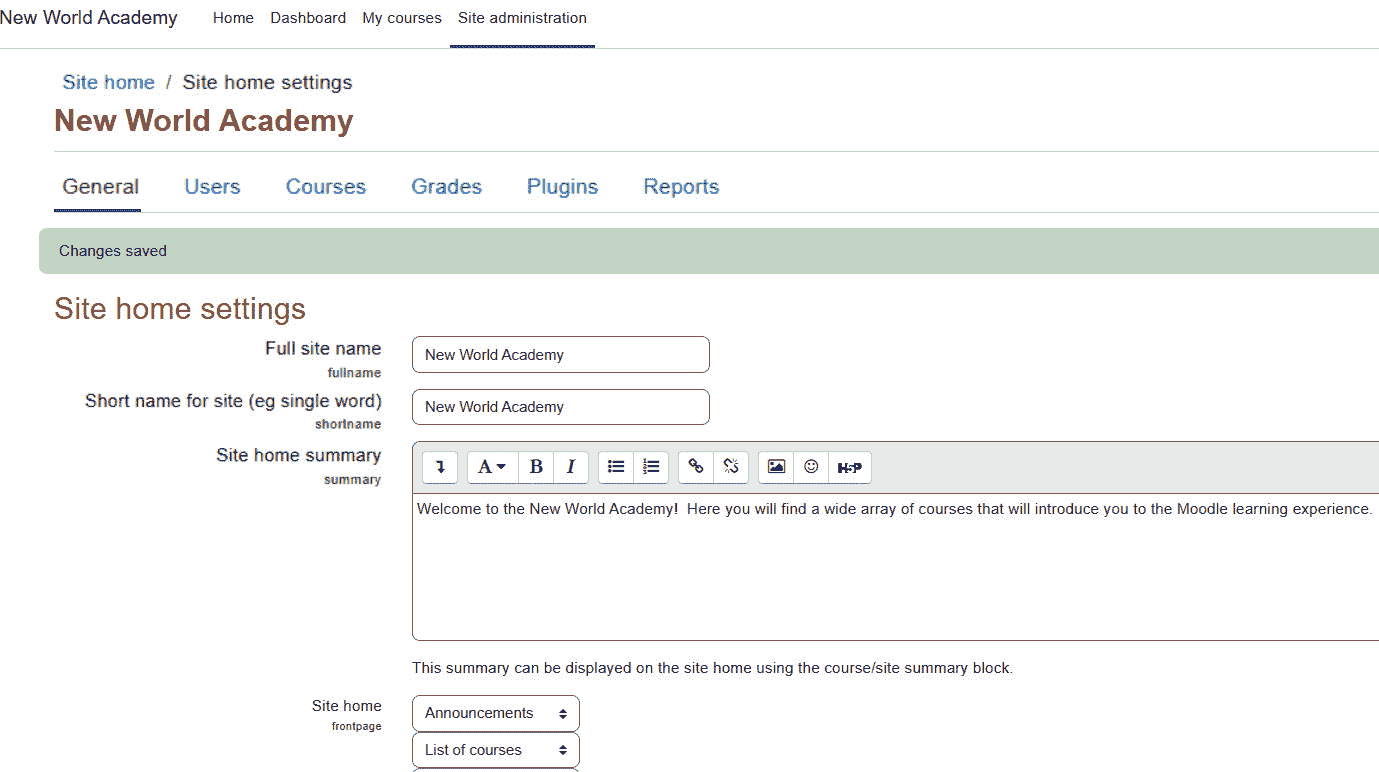 New World Academy Home Dashboard My courses Site administration
Site home / Site home settings
New World Academy
General Users Courses Grades Plugins Reports
Changes saved
Site home settings
Full site name New World Academy
fullname
Short name for site (eg single word) New World Academy
shortname
Site home summary A B I H5P
summary
Welcome to the New World Academy!  Here you will find a wide array of courses that will introduce you to the Moodle learning experience.
This summary can be displayed on the site home using the course/site summary block.
Site home Announcements
frontpage
List of courses